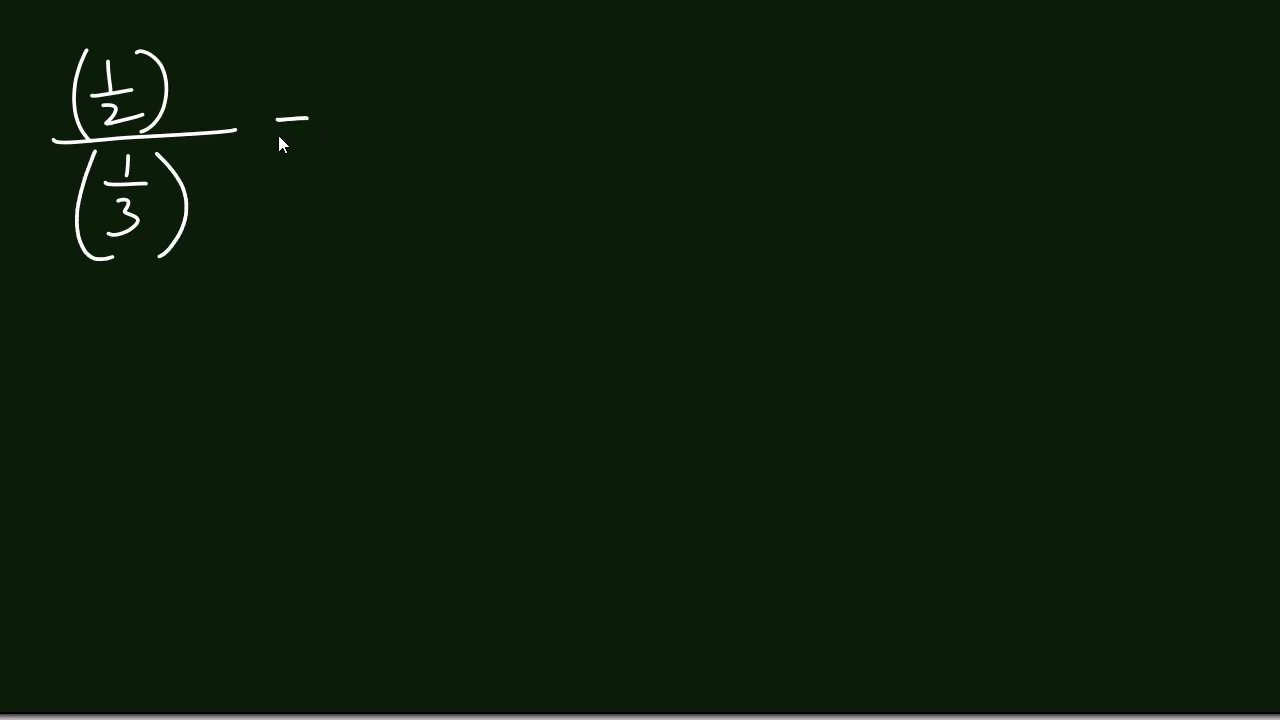 (1/2)
/ (1/3) –